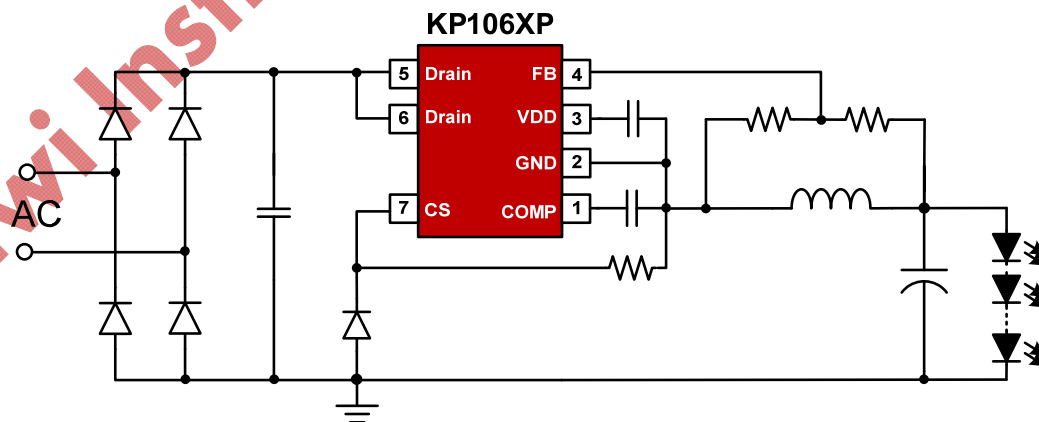 KP106XP
5 Drain FB 4
6 Drain VDD 3
GND 2
7 CS COMP 1
AC